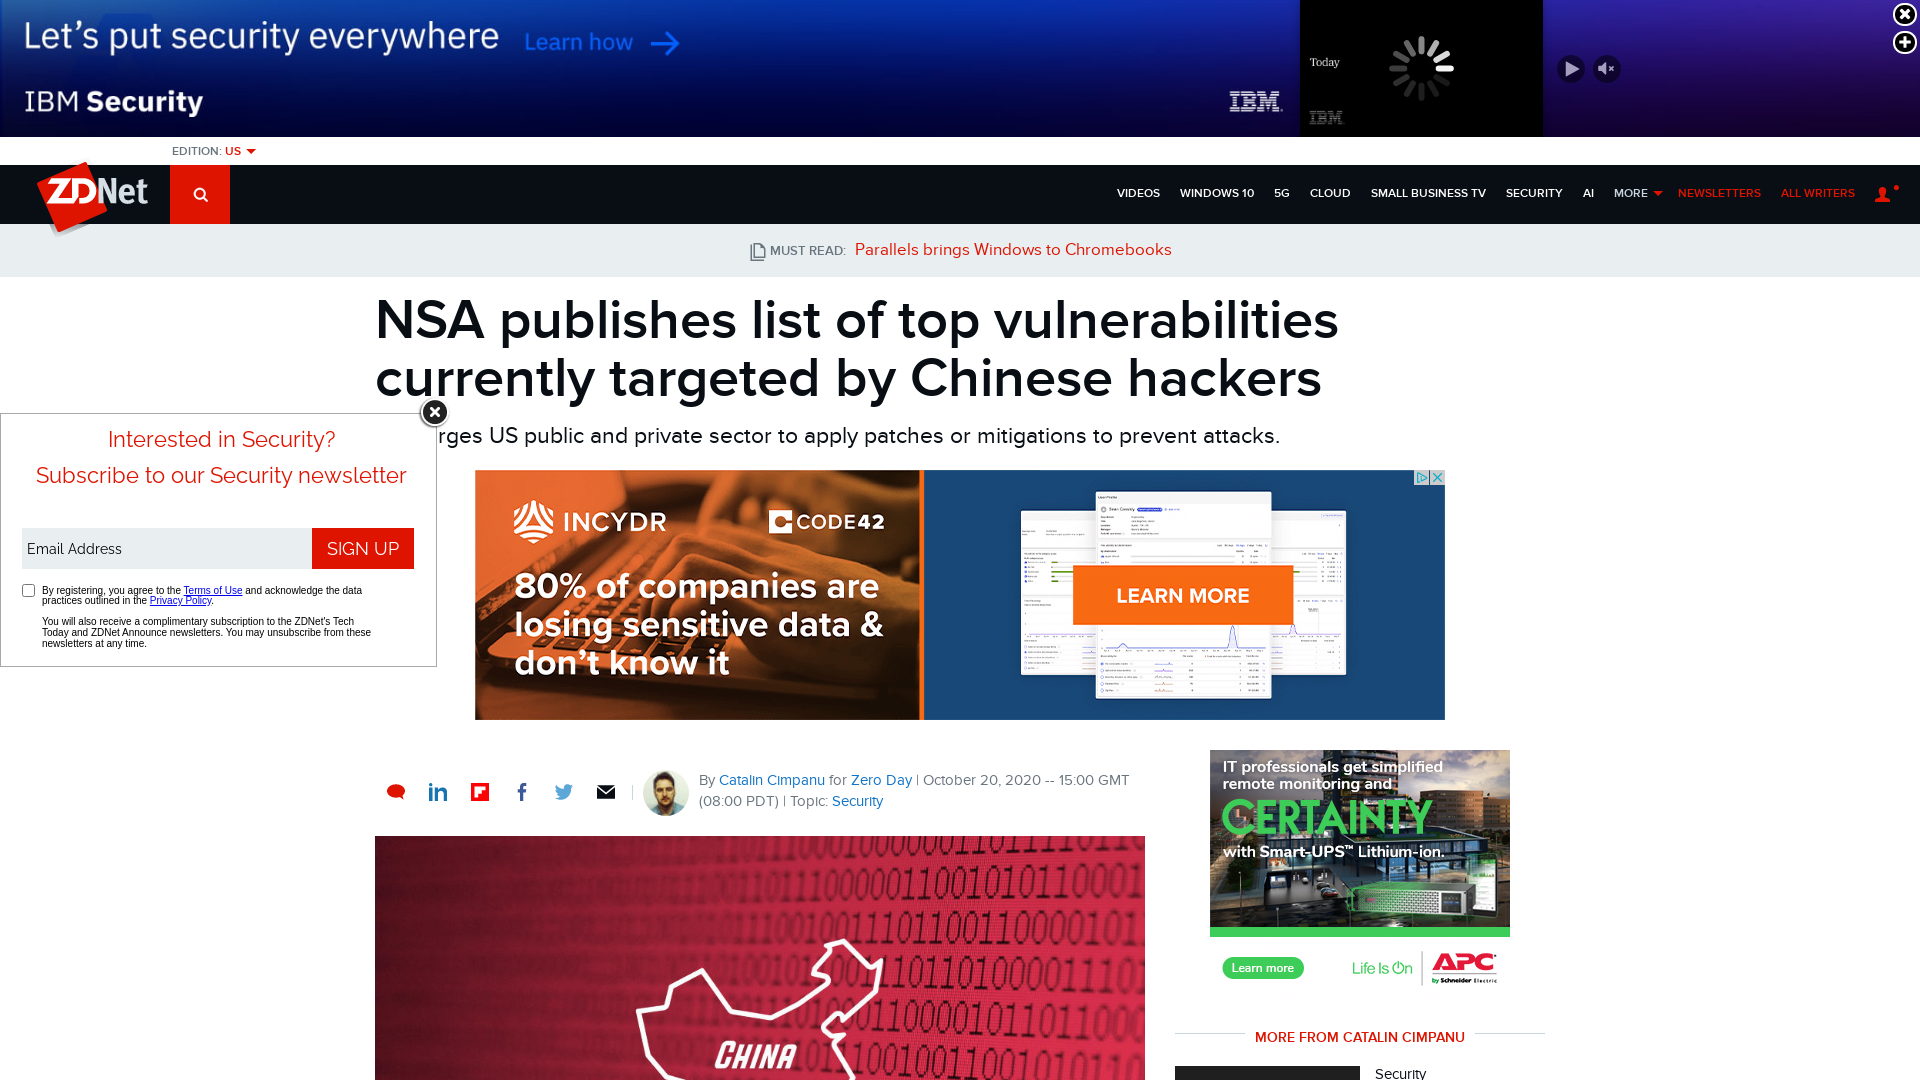 Let's put security everywhere
Learn how
IBM Security
IBM
Today
IBM
EDITION: US
ZDNet
VIDEOS WINDOWS 10 5G CLOUD SMALL BUSINESS TV SECURITY AI MORE NEWSLETTERS ALL WRITERS
MUST READ: Parallels brings Windows to Chromebooks
NSA publishes list of top vulnerabilities
currently targeted by Chinese hackers
rges US public and private sector to apply patches or mitigations to prevent attacks.
Interested in Security?
Subscribe to our Security newsletter
Email Address
SIGN UP
By registering, you agree to the Terms of Use and acknowledge the data
practices outlined in the Privacy Policy.
You will also receive a complimentary subscription to the ZDNet's Tech
Today and ZDNet Announce newsletters. You may unsubscribe from these
newsletters at any time.
INCYDR
CODE42
80% of companies are
losing sensitive data &
don't know it
LEARN MORE
By Catalin Cimpanu for Zero Day | October 20, 2020 -- 15:00 GMT
(08:00 PDT) | Topic: Security
IT professionals get simplified
remote monitoring and
CERTAINTY
with Smart-UPS™ Lithium-ion.
Learn more
Life Is On
APC
by Schneider Electric
CHINA
MORE FROM CATALIN CIMPANU
Security